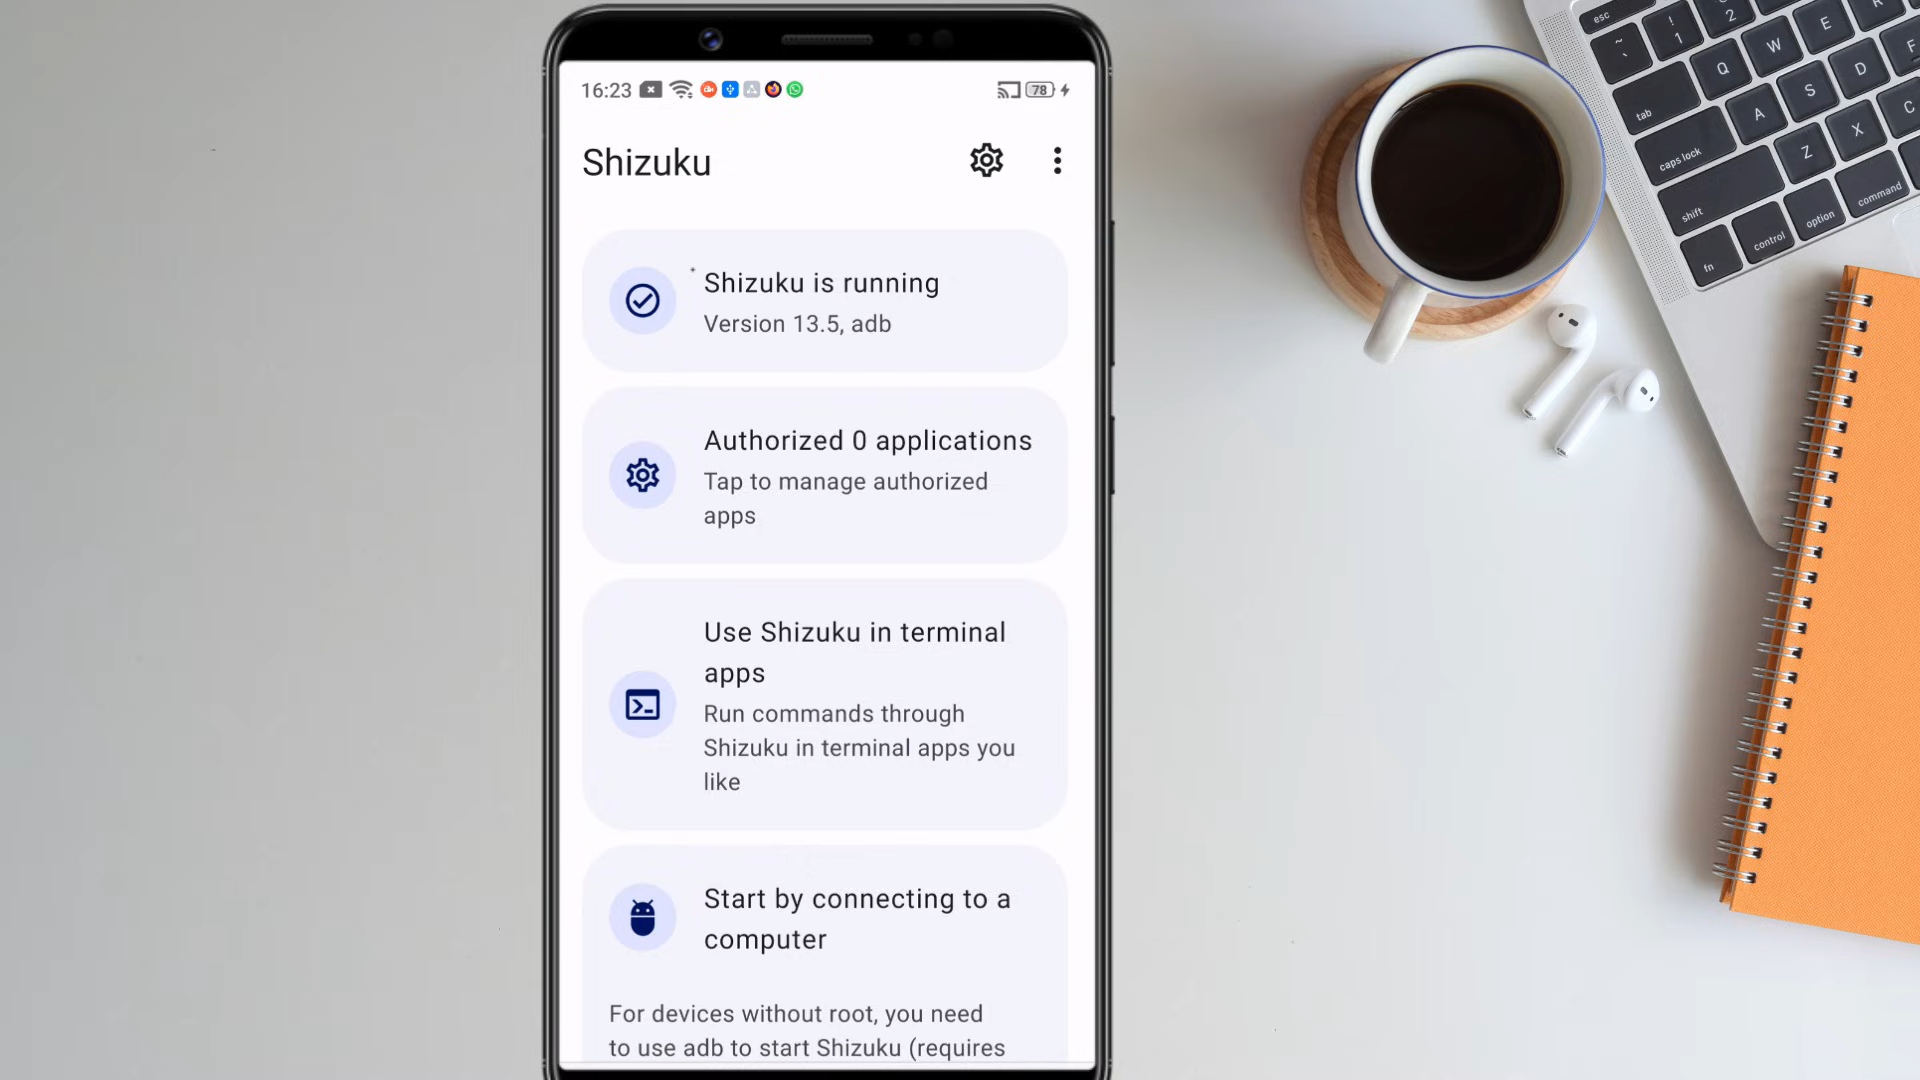 16:23
78
Shizuku
Shizuku is running
Version 13.5, adb
Authorized 0 applications
Tap to manage authorized
apps
Use Shizuku in terminal
apps
Run commands through
Shizuku in terminal apps you
like
Start by connecting to a
computer
For devices without root, you need
to use adb to start Shizuku (requires
esc
~
`
!
1
2
Q
W
E
R
tab
A
S
D
F
caps lock
Z
X
C
shift
fn
control
option
command